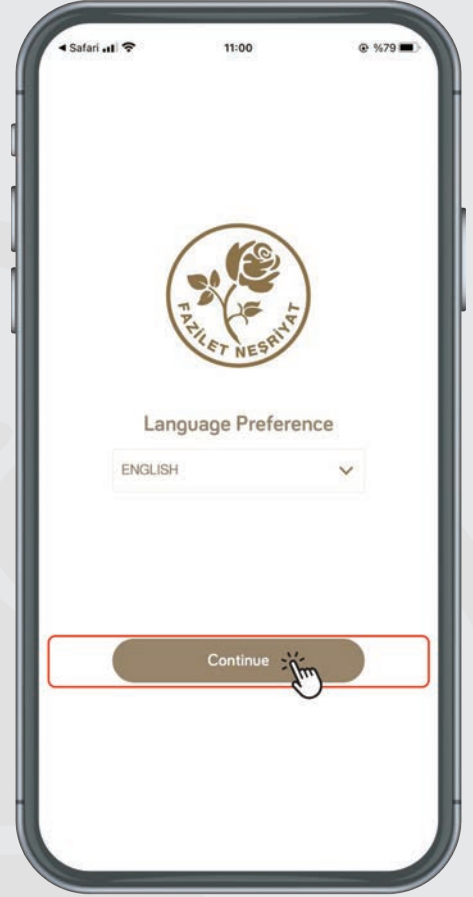 Safari
11:00
%79
FAZİLET NEŞRİYAT
Language Preference
ENGLISH
Continue